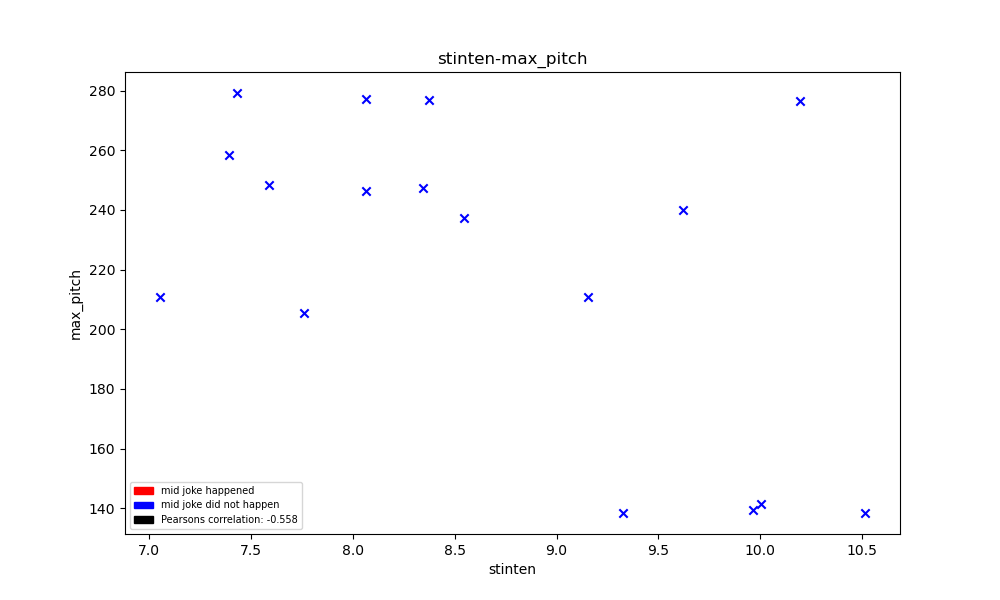 stinten-max_pitch
max_pitch
280
260
240
220
200
180
160
140
mid joke happened
mid joke did not happen
Pearsons correlation: -0.558
7.0 7.5 8.0 8.5 9.0 9.5 10.0 10.5
stinten